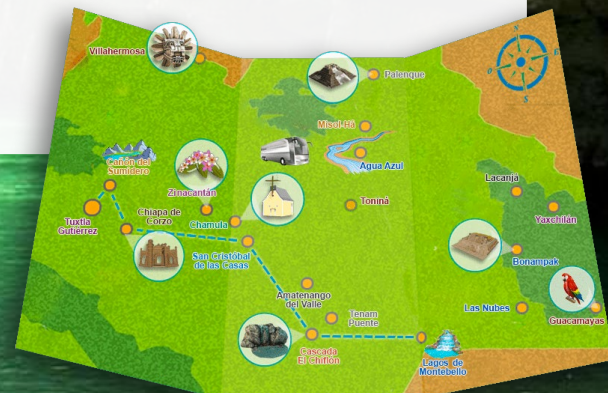 Villahermosa
Palenque
Misol-Há
Agua Azul
Cañón del
Sumidero
Zinacantán
Lacanjá
Tuxtla
Gutiérrez
Chiapa de
Corzo
Chamula
Toniná
Yaxchilán
San Cristóbal
de las Casas
Bonampak
Amatenango
del Valle
Las Nubes
Guacamayas
Tenam
Puente
Cascada
El Chiflón
Lagos de
Montebello